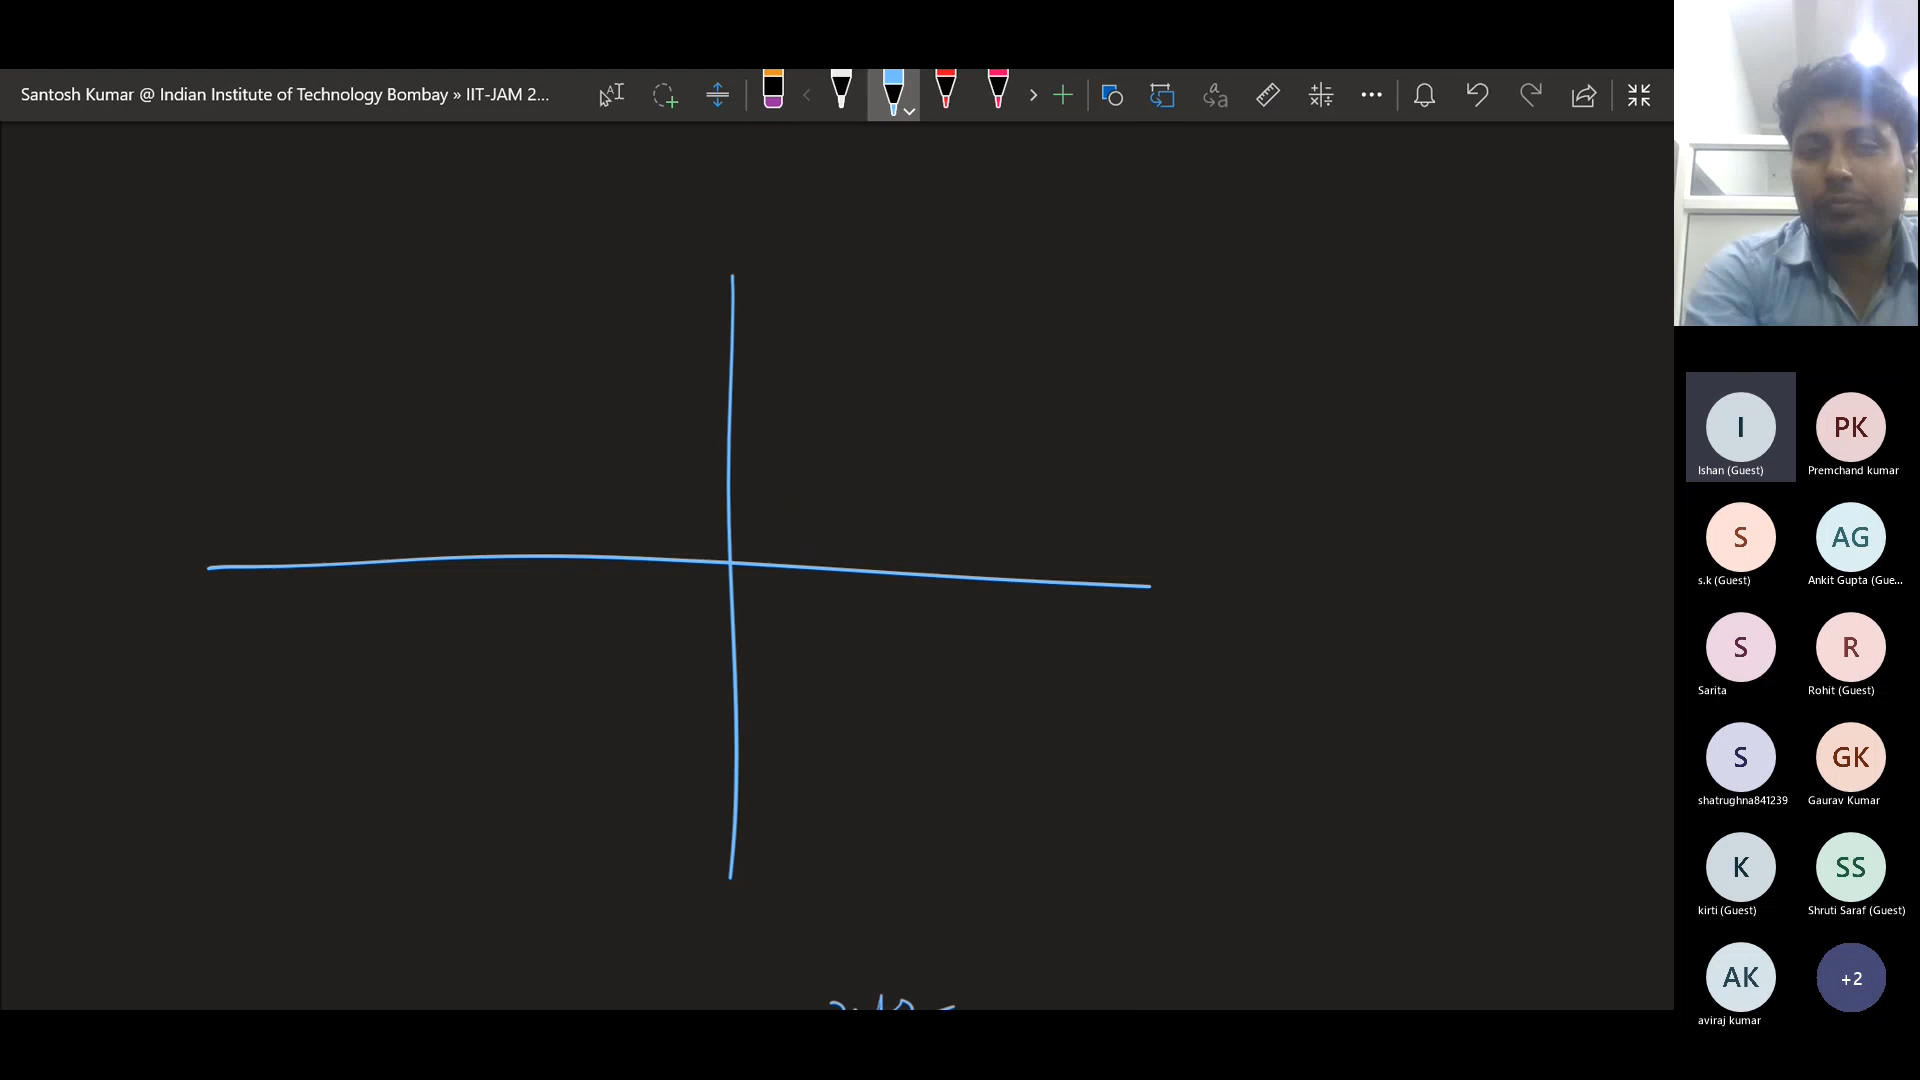 Santosh Kumar @ Indian Institute of Technology Bombay » IIT-JAM 2...
I
Ishan (Guest)
PK
Premchand kumar
S
s.k (Guest)
AG
Ankit Gupta (Gue...
S
Sarita
R
Rohit (Guest)
S
shatrughna841239
GK
Gaurav Kumar
K
kirti (Guest)
SS
Shruti Saraf (Guest)
AK
aviraj kumar
+2